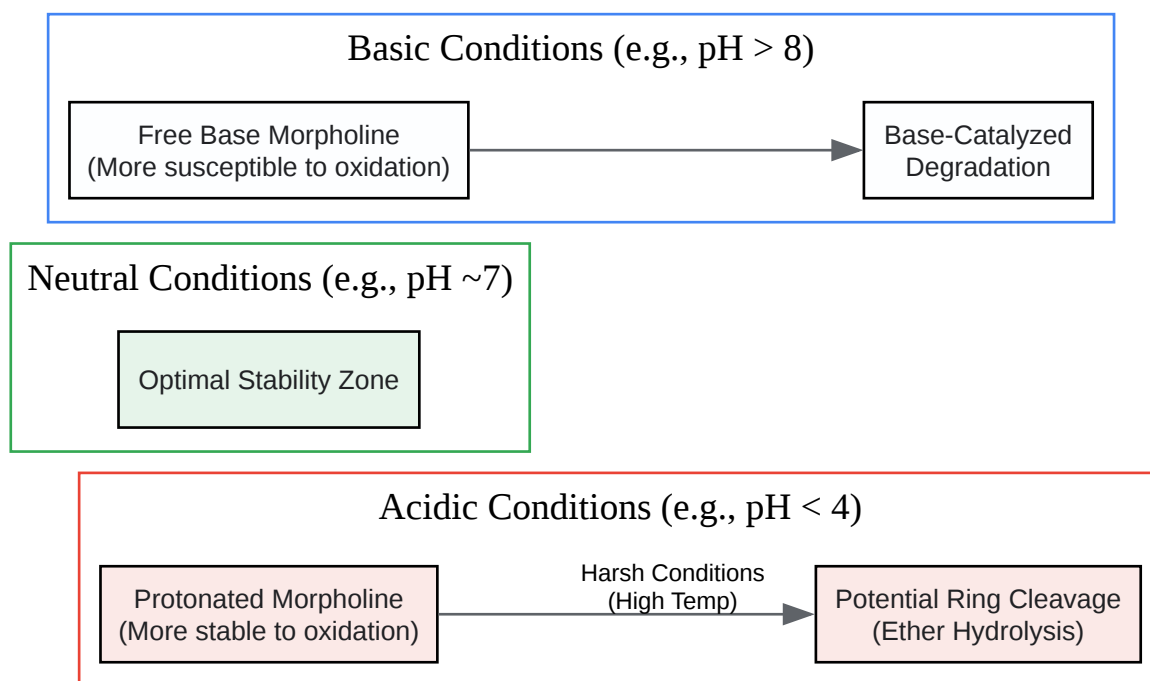 Basic Conditions (e.g., pH > 8)
Free Base Morpholine
(More susceptible to oxidation)
Base-Catalyzed
Degradation
Neutral Conditions (e.g., pH ~7)
Optimal Stability Zone
Acidic Conditions (e.g., pH < 4)
Protonated Morpholine
(More stable to oxidation)
Harsh Conditions
(High Temp)
Potential Ring Cleavage
(Ether Hydrolysis)